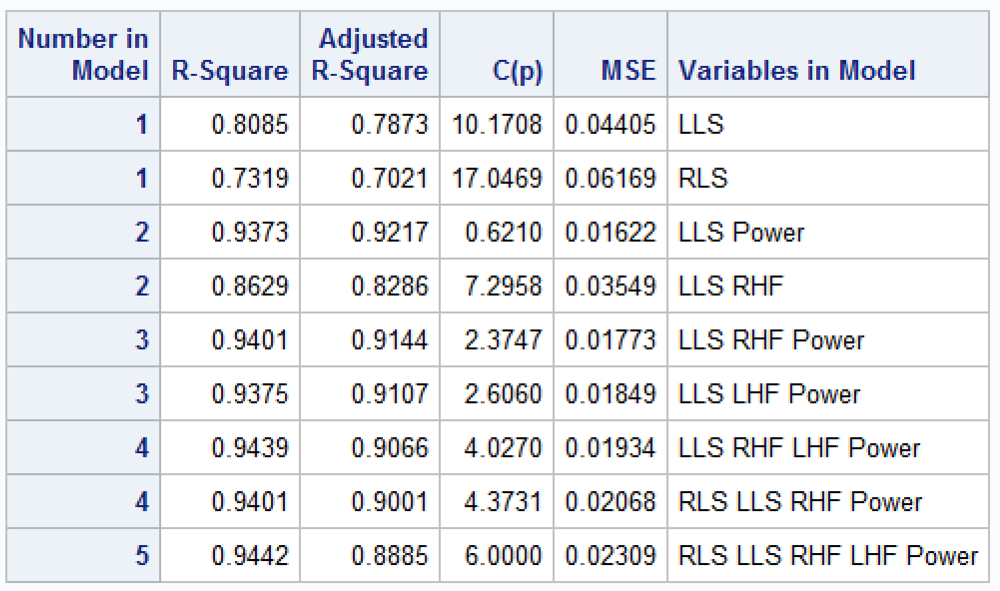 Number in Model R-Square Adjusted R-Square C(p) MSE Variables in Model
1 0.8085 0.7873 10.1708 0.04405 LLS
1 0.7319 0.7021 17.0469 0.06169 RLS
2 0.9373 0.9217 0.6210 0.01622 LLS Power
2 0.8629 0.8286 7.2958 0.03549 LLS RHF
3 0.9401 0.9144 2.3747 0.01773 LLS RHF Power
3 0.9375 0.9107 2.6060 0.01849 LLS LHF Power
4 0.9439 0.9066 4.0270 0.01934 LLS RHF LHF Power
4 0.9401 0.9001 4.3731 0.02068 RLS LLS RHF Power
5 0.9442 0.8885 6.0000 0.02309 RLS LLS RHF LHF Power